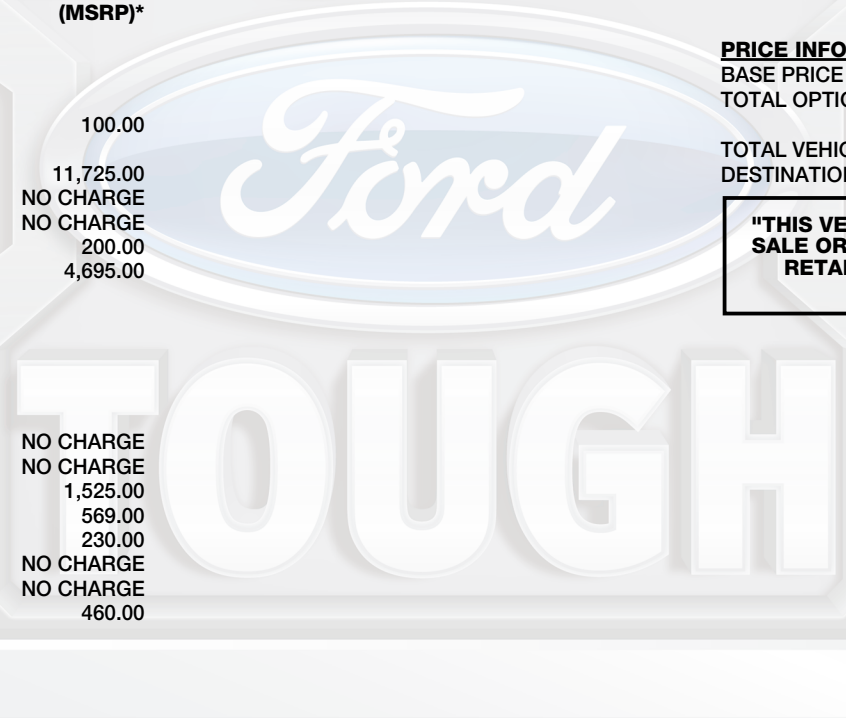 (MSRP)*
100.00
11,725.00
NO CHARGE
NO CHARGE
200.00
4,695.00
NO CHARGE
NO CHARGE
1,525.00
569.00
230.00
NO CHARGE
NO CHARGE
460.00
PRICE INFO
BASE PRICE
TOTAL OPTIO
TOTAL VEHIC
DESTINATION
"THIS VE
SALE OR
RETAI
Ford
TOUGH